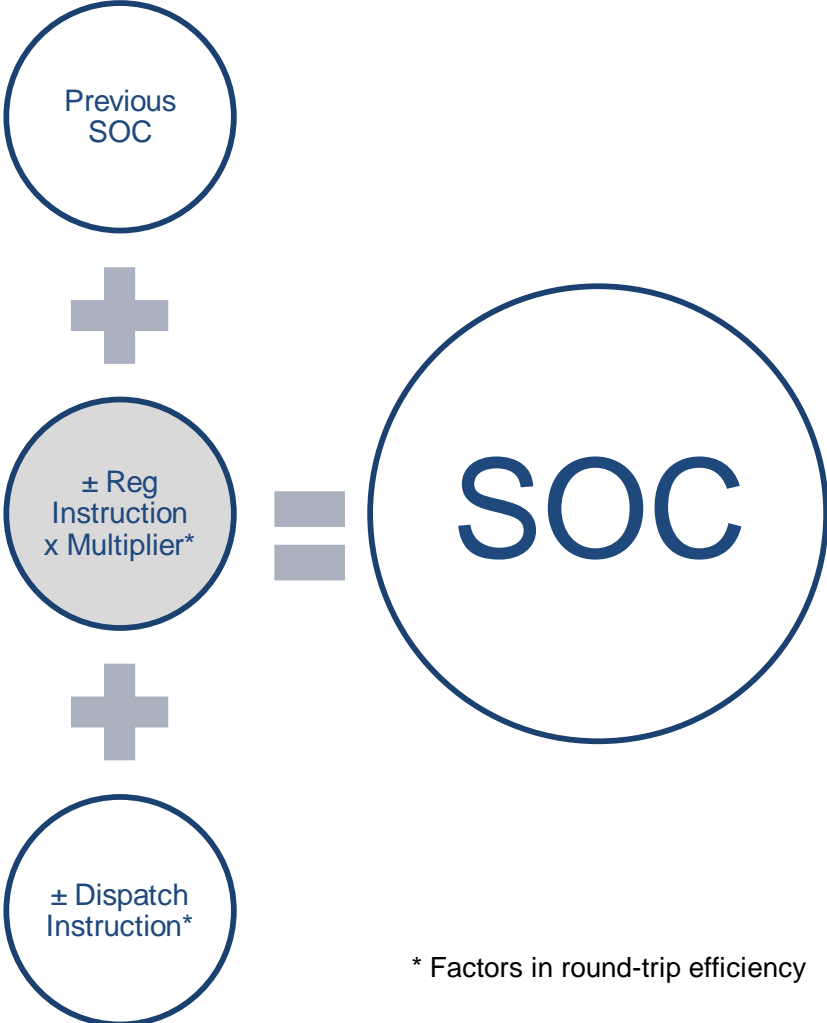 Previous
SOC
± Reg
Instruction
x Multiplier*
SOC
± Dispatch
Instruction*
* Factors in round-trip efficiency